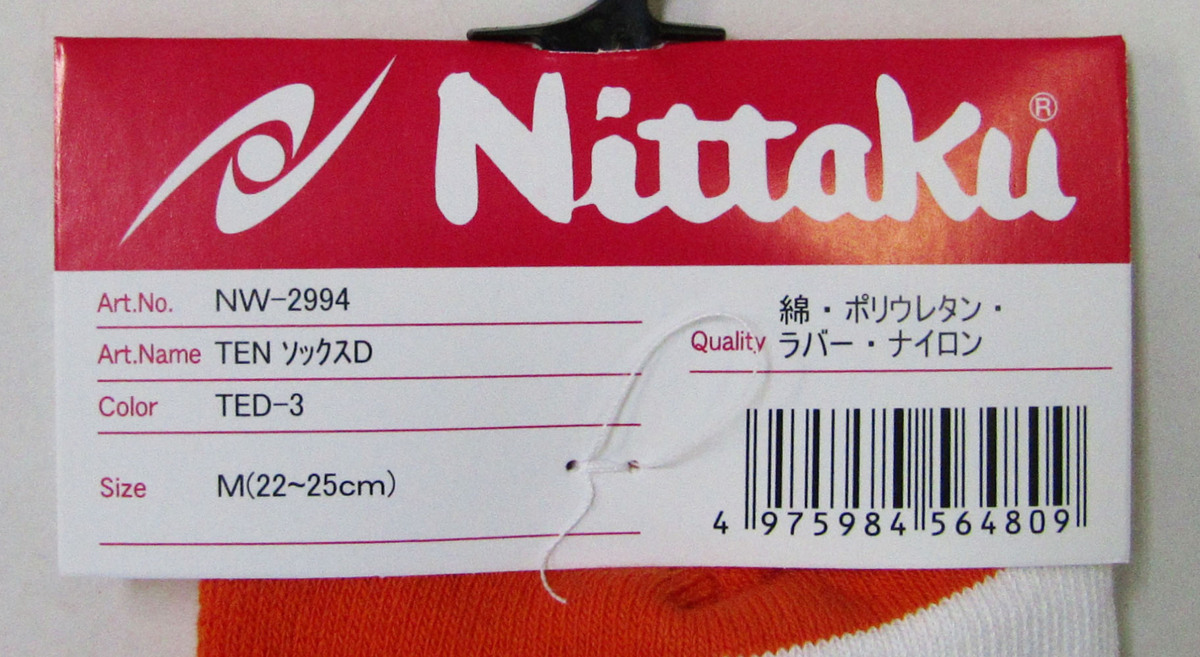 Nittaku®
Art.No. NW-2994
Art.Name TEN ソックスD
Color TED-3
Size M(22~25cm)
Quality 綿・ポリウレタン・
ラバー・ナイロン
4 975984 564809